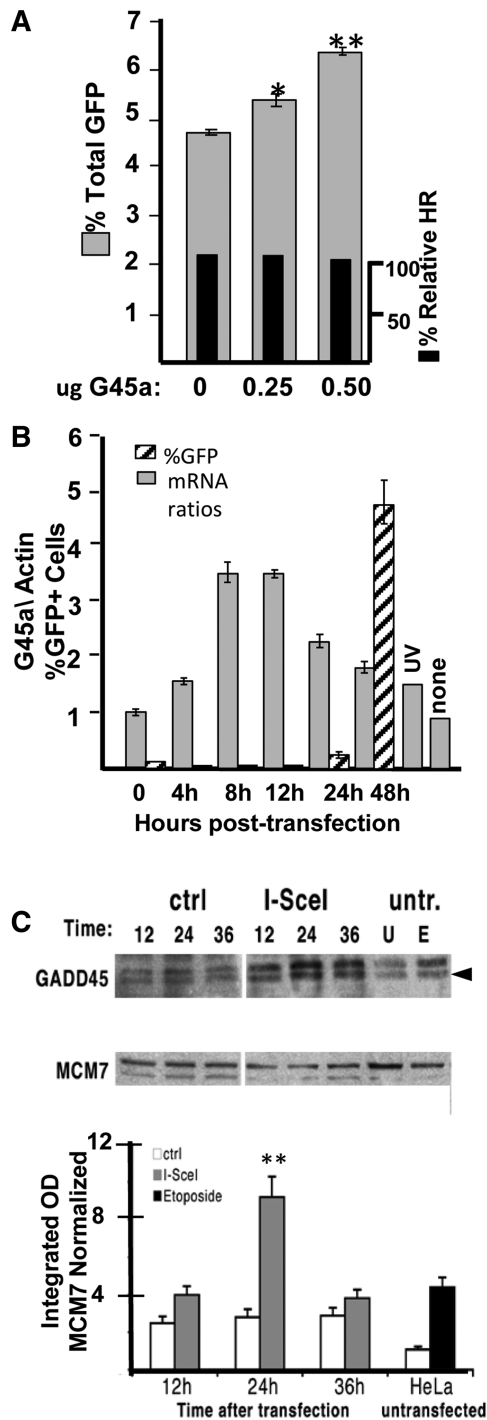 A
7
6
5
4
3
2
1
% Total GFP
*
**
100
50
% Relative HR
ug G45a: 0 0.25 0.50
B
6
5
4
3
2
1
G45a\ Actin
%GFP+ Cells
%GFP
mRNA
ratios
UV
none
0 4h 8h 12h 24h 48h
Hours post-transfection
C
ctrl I-SceI untr.
Time: 12 24 36 12 24 36 U E
GADD45
MCM7
12
8
4
Integrated OD
MCM7 Normalized
ctrl
I-SceI
Etoposide
**
12h 24h 36h HeLa
Time after transfection untransfected